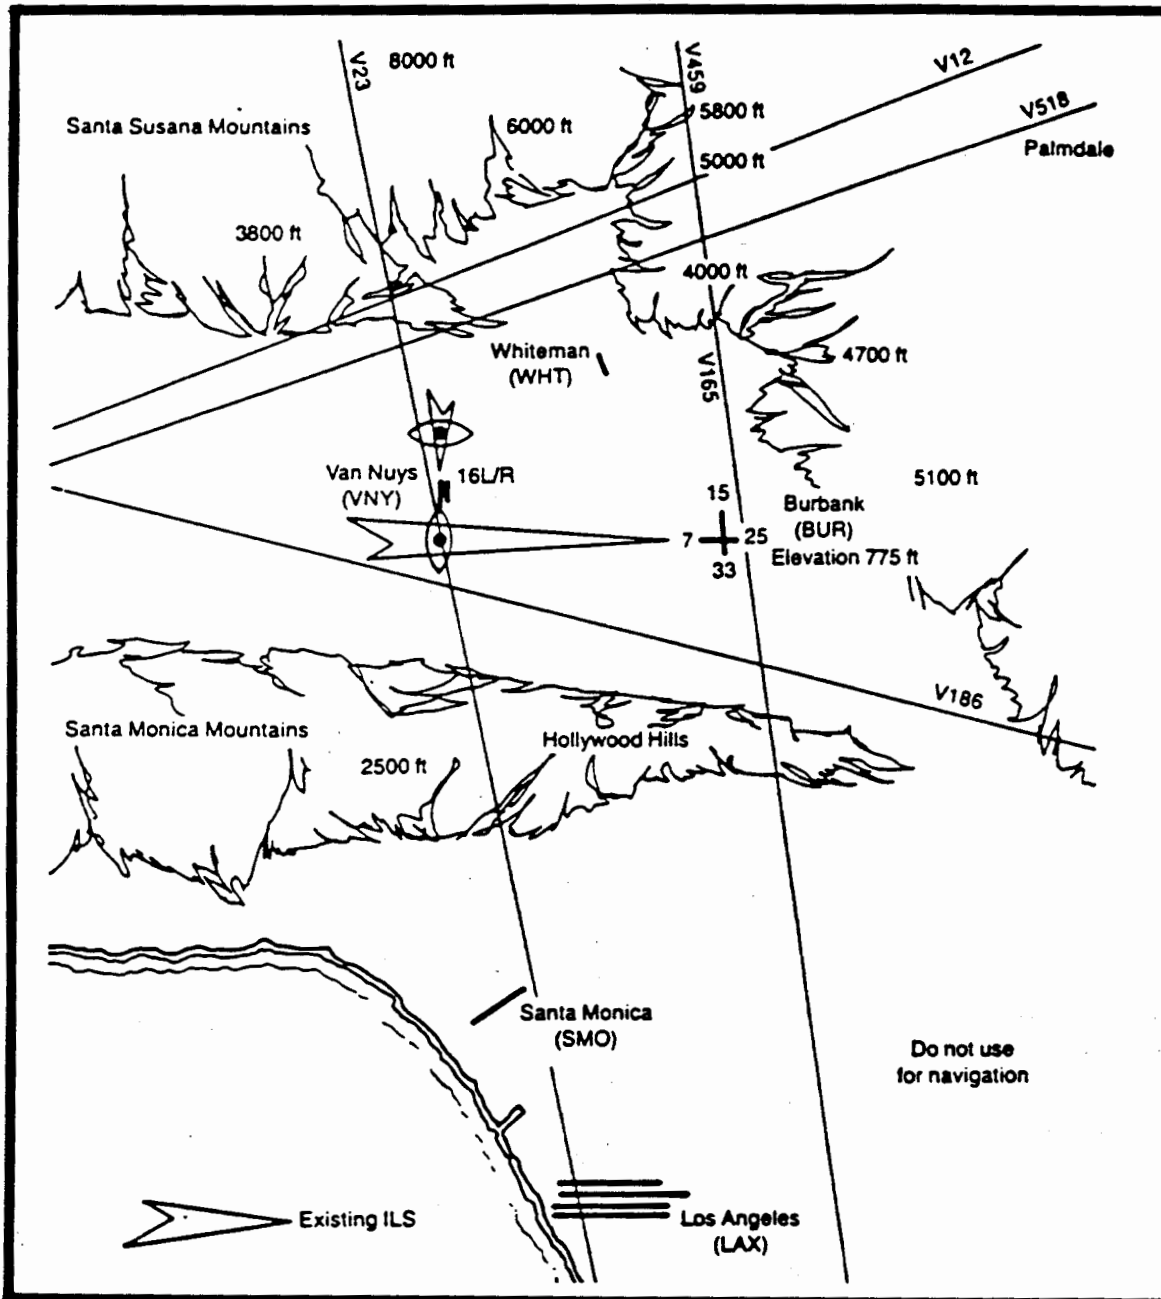 V23
8000 ft
V459
V12
Santa Susana Mountains
6000 ft
5800 ft
V518
5000 ft
Palmdale
3800 ft
4000 ft
Whiteman
(WHT)
V165
4700 ft
Van Nuys
(VNY)
16L/R
15
5100 ft
Burbank
(BUR)
7
25
33
Elevation 775 ft
V186
Santa Monica Mountains
Hollywood Hills
2500 ft
Santa Monica
(SMO)
Do not use
for navigation
Existing ILS
Los Angeles
(LAX)